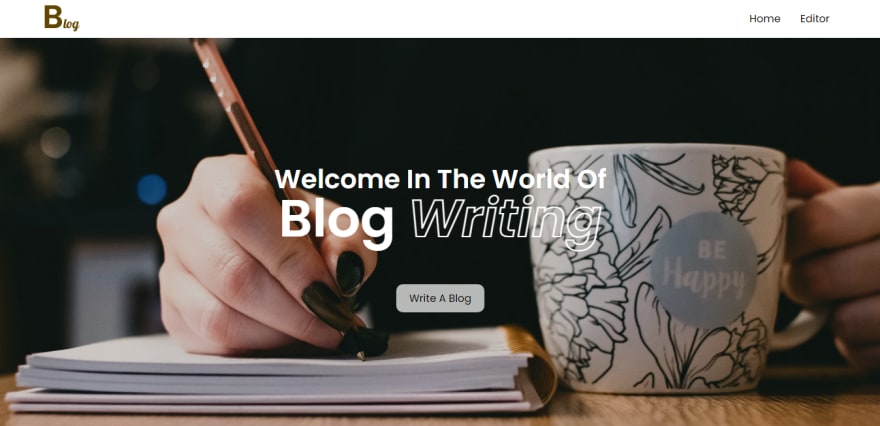 Blog
Home
Editor
Welcome In The World Of
Blog Writing
Write A Blog
BE
Happy